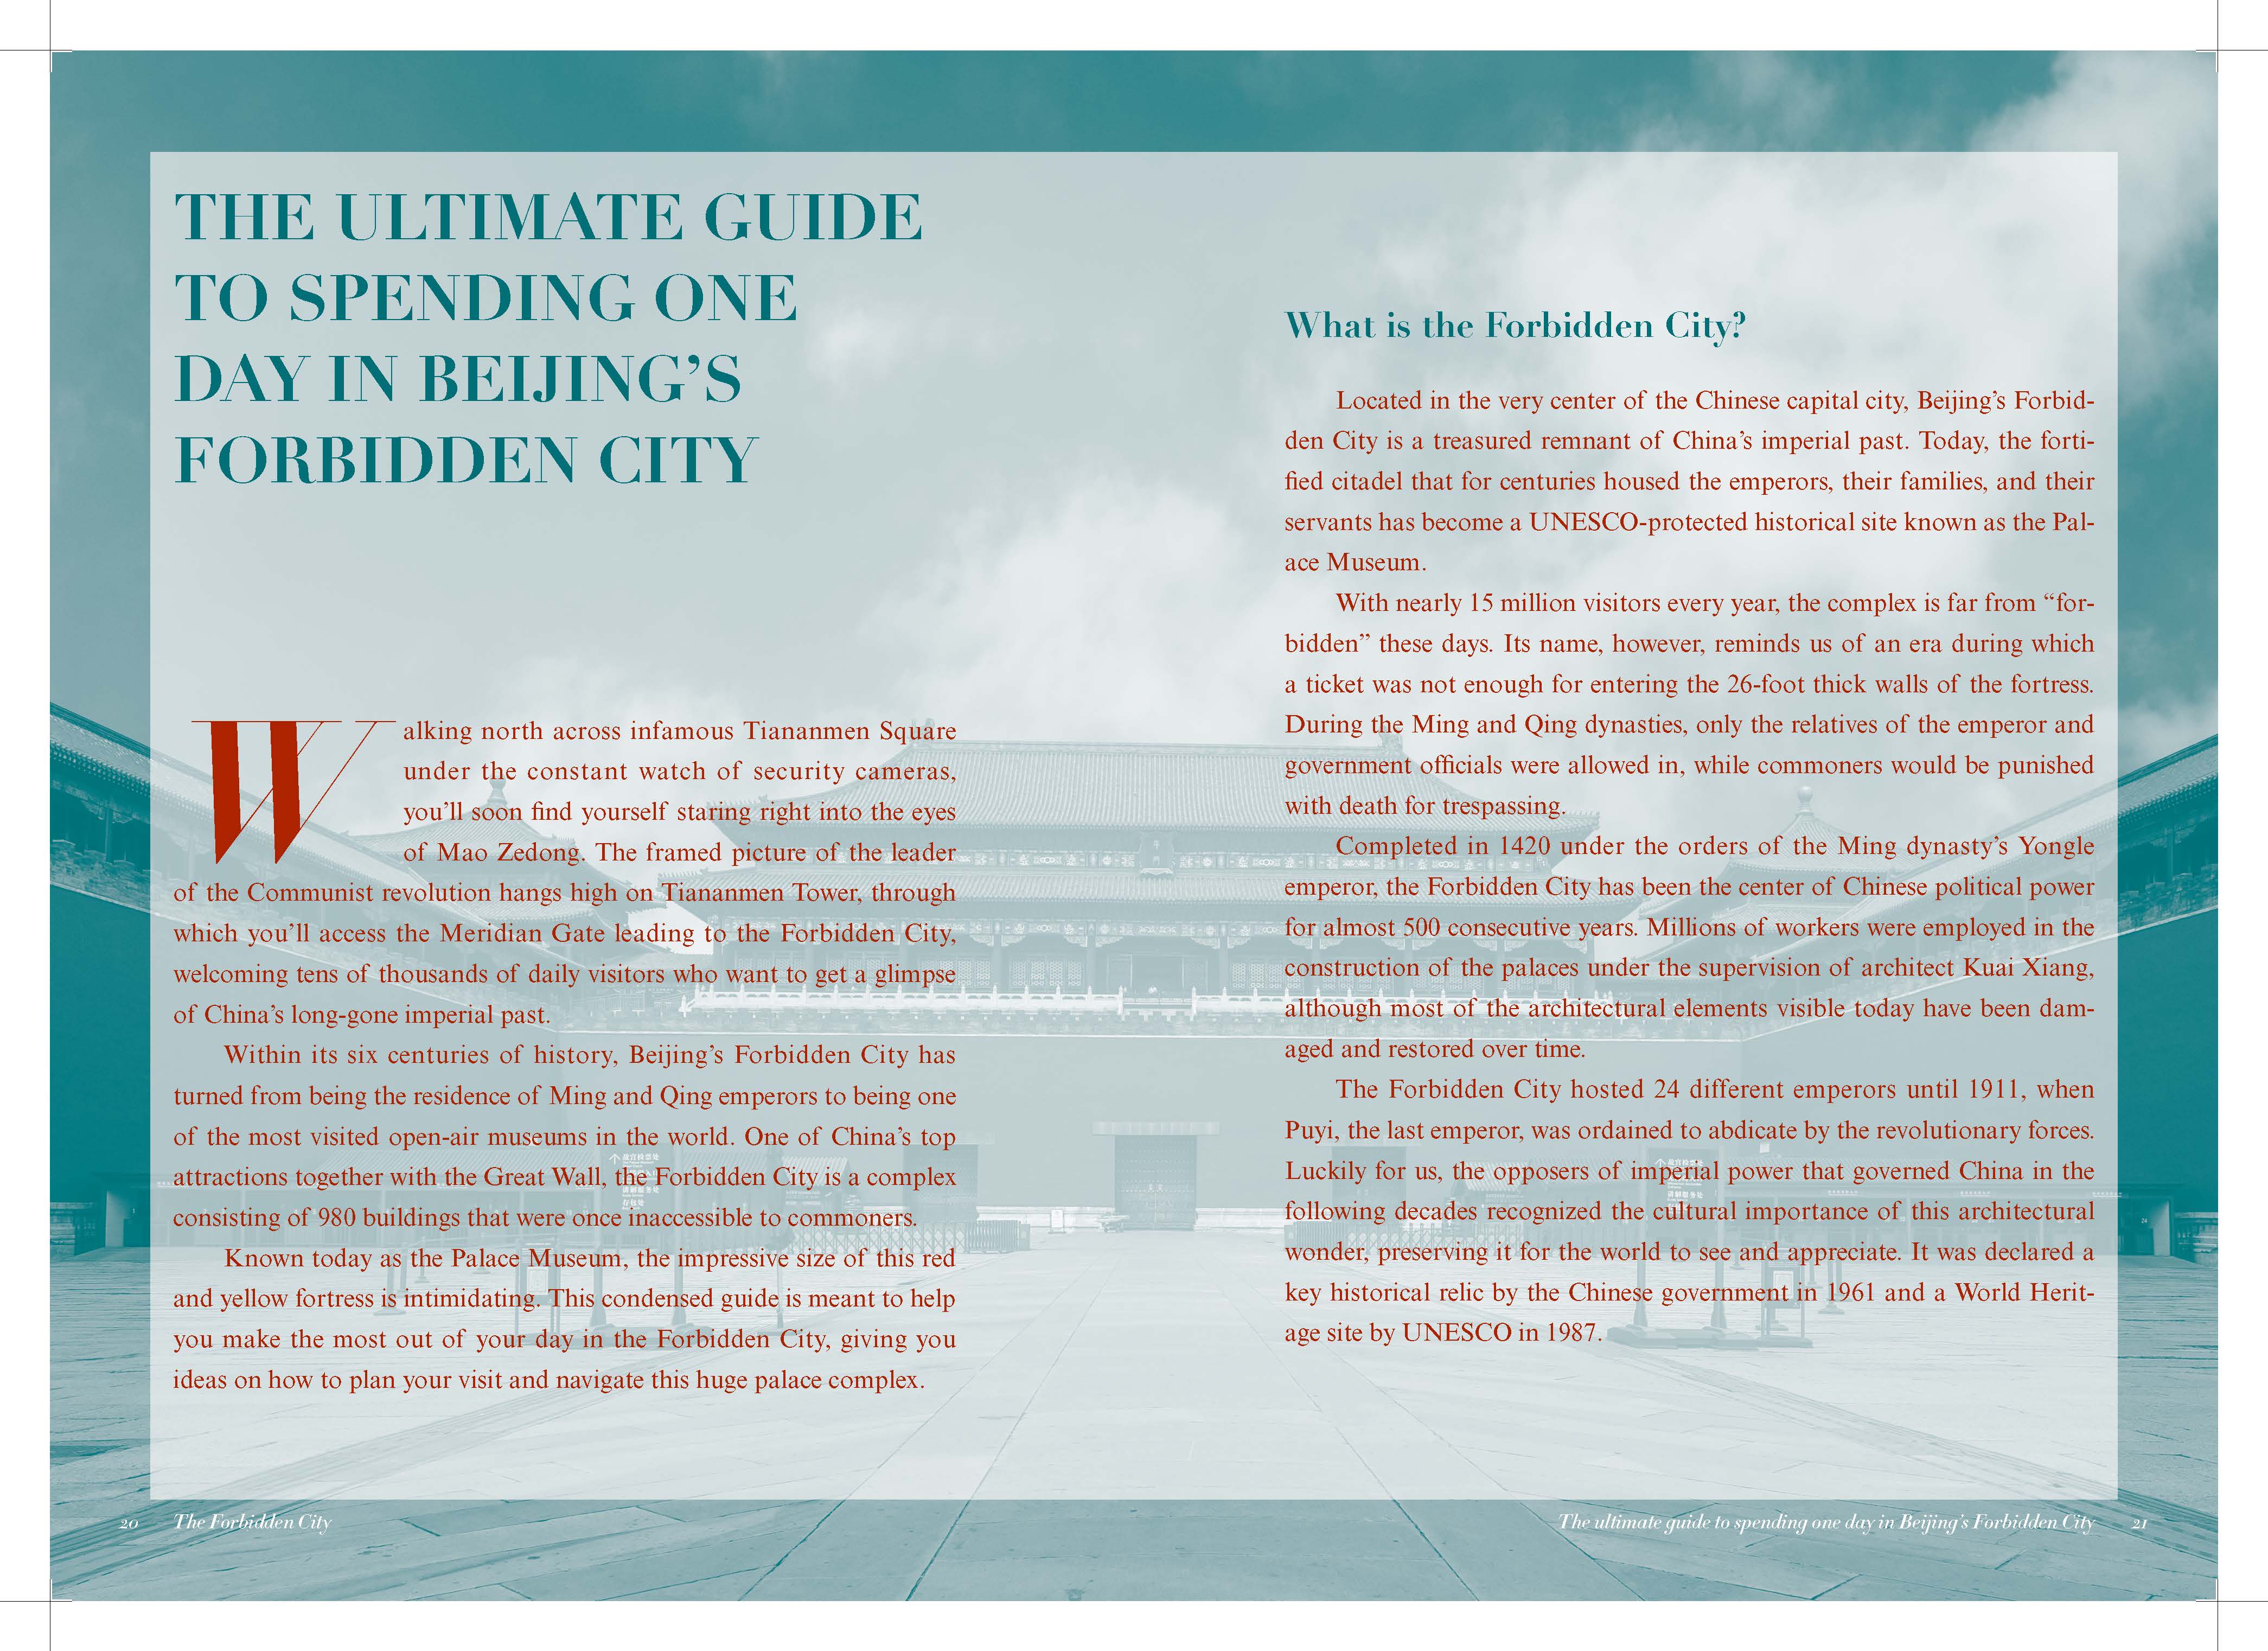 THE ULTIMATE GUIDE
TO SPENDING ONE
DAY IN BEIJING’S
FORBIDDEN CITY
Walking north across infamous Tiananmen Square
under the constant watch of security cameras,
you’ll soon find yourself staring right into the eyes
of Mao Zedong. The framed picture of the leader
of the Communist revolution hangs high on Tiananmen Tower, through
which you’ll access the Meridian Gate leading to the Forbidden City,
welcoming tens of thousands of daily visitors who want to get a glimpse
of China’s long-gone imperial past.
Within its six centuries of history, Beijing’s Forbidden City has
turned from being the residence of Ming and Qing emperors to being one
of the most visited open-air museums in the world. One of China’s top
attractions together with the Great Wall, the Forbidden City is a complex
consisting of 980 buildings that were once inaccessible to commoners.
Known today as the Palace Museum, the impressive size of this red
and yellow fortress is intimidating. This condensed guide is meant to help
you make the most out of your day in the Forbidden City, giving you
ideas on how to plan your visit and navigate this huge palace complex.
What is the Forbidden City?
Located in the very center of the Chinese capital city, Beijing’s Forbid-
den City is a treasured remnant of China’s imperial past. Today, the forti-
fied citadel that for centuries housed the emperors, their families, and their
servants has become a UNESCO-protected historical site known as the Pal-
ace Museum.
With nearly 15 million visitors every year, the complex is far from “for-
bidden” these days. Its name, however, reminds us of an era during which
a ticket was not enough for entering the 26-foot thick walls of the fortress.
During the Ming and Qing dynasties, only the relatives of the emperor and
government officials were allowed in, while commoners would be punished
with death for trespassing.
Completed in 1420 under the orders of the Ming dynasty’s Yongle
emperor, the Forbidden City has been the center of Chinese political power
for almost 500 consecutive years. Millions of workers were employed in the
construction of the palaces under the supervision of architect Kuai Xiang,
although most of the architectural elements visible today have been dam-
aged and restored over time.
The Forbidden City hosted 24 different emperors until 1911, when
Puyi, the last emperor, was ordained to abdicate by the revolutionary forces.
Luckily for us, the opposers of imperial power that governed China in the
following decades recognized the cultural importance of this architectural
wonder, preserving it for the world to see and appreciate. It was declared a
key historical relic by the Chinese government in 1961 and a World Herit-
age site by UNESCO in 1987.
20 The Forbidden City
The ultimate guide to spending one day in Beijing’s Forbidden City 21